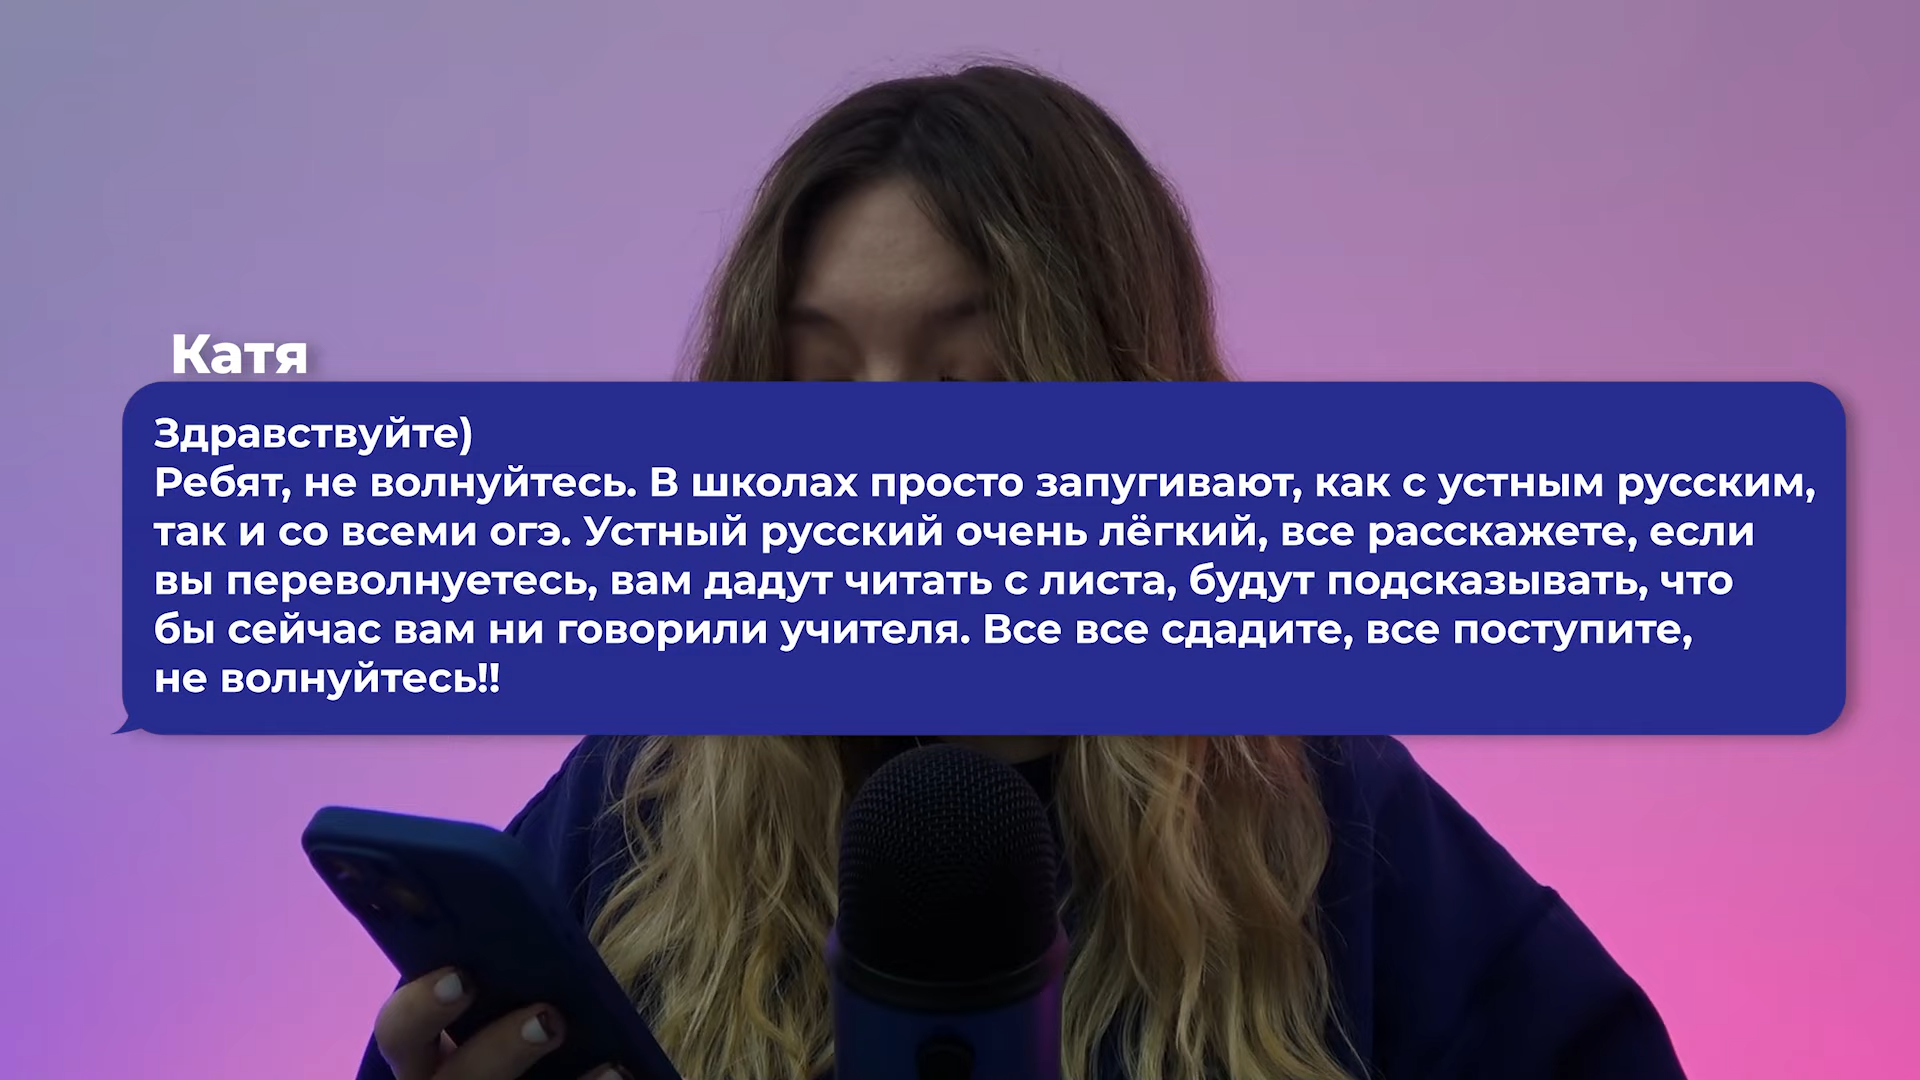 Катя
Здравствуйте)
Ребят, не волнуйтесь. В школах просто запугивают, как с устным русским,
так и со всеми огэ. Устный русский очень лёгкий, все расскажете, если
вы переволнуетесь, вам дадут читать с листа, будут подсказывать, что
бы сейчас вам ни говорили учителя. Все все сдадите, все поступите,
не волнуйтесь!!